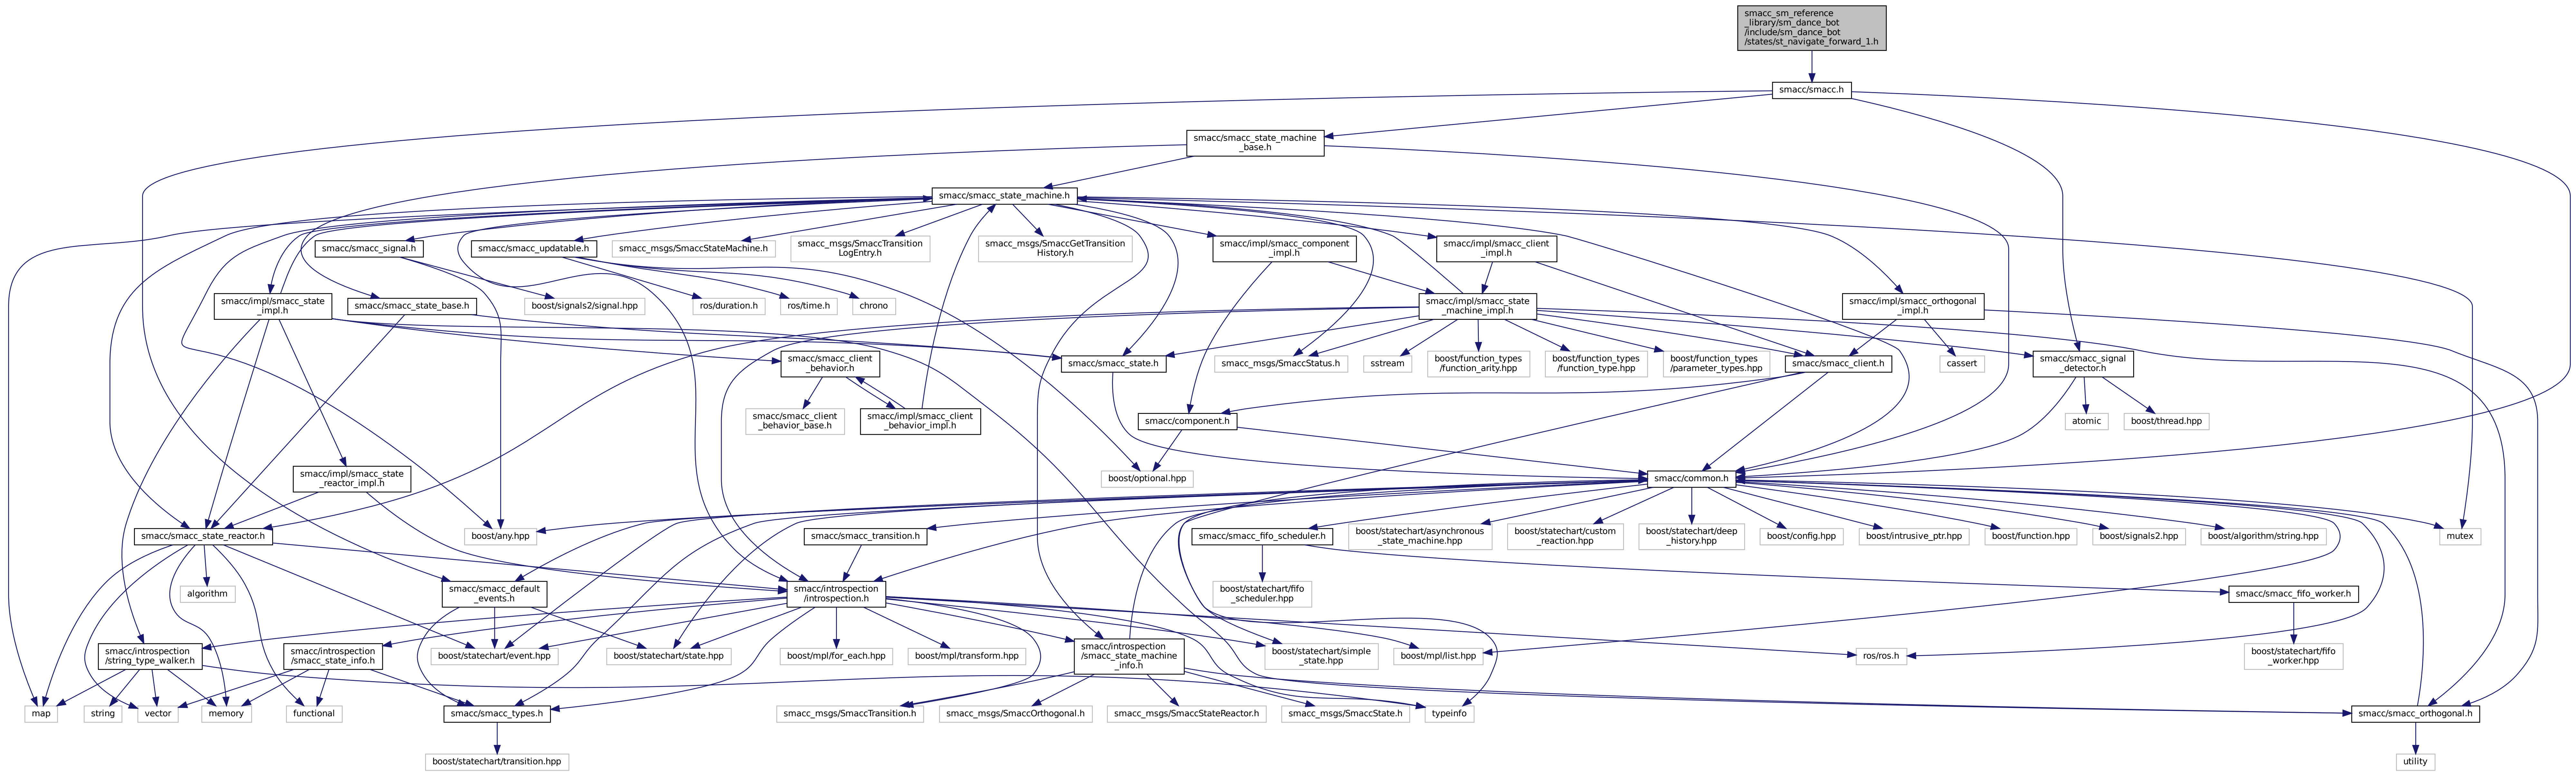 smacc_sm_reference
_library/sm_dance_bot
/include/sm_dance_bot
/states/st_navigate_forward_1.h
smacc/smacc.h
smacc/smacc_state_machine
_base.h
smacc/smacc_state_machine.h
smacc/smacc_signal.h
smacc/smacc_updatable.h
smacc_msgs/SmaccStateMachine.h
smacc_msgs/SmaccTransition
LogEntry.h
smacc_msgs/SmaccGetTransition
History.h
smacc/impl/smacc_component
_impl.h
smacc/impl/smacc_client
_impl.h
smacc/impl/smacc_state
_impl.h
smacc/smacc_state_base.h
boost/signals2/signal.hpp
ros/duration.h
ros/time.h
chrono
smacc/impl/smacc_state
_machine_impl.h
smacc/impl/smacc_orthogonal
_impl.h
smacc/smacc_client
_behavior.h
smacc/smacc_state.h
smacc_msgs/SmaccStatus.h
sstream
boost/function_types
/function_arity.hpp
boost/function_types
/function_type.hpp
boost/function_types
/parameter_types.hpp
smacc/smacc_client.h
cassert
smacc/smacc_signal
_detector.h
smacc/smacc_client
_behavior_base.h
smacc/impl/smacc_client
_behavior_impl.h
smacc/component.h
atomic
boost/thread.hpp
smacc/impl/smacc_state
_reactor_impl.h
boost/optional.hpp
smacc/common.h
smacc/smacc_state_reactor.h
boost/any.hpp
smacc/smacc_transition.h
smacc/smacc_fifo_scheduler.h
boost/statechart/asynchronous
_state_machine.hpp
boost/statechart/custom
_reaction.hpp
boost/statechart/deep
_history.hpp
boost/config.hpp
boost/intrusive_ptr.hpp
boost/function.hpp
boost/signals2.hpp
boost/algorithm/string.hpp
mutex
algorithm
smacc/smacc_default
_events.h
smacc/introspection
/introspection.h
boost/statechart/fifo
_scheduler.hpp
smacc/smacc_fifo_worker.h
smacc/introspection
/string_type_walker.h
smacc/introspection
/smacc_state_info.h
boost/statechart/event.hpp
boost/statechart/state.hpp
boost/mpl/for_each.hpp
boost/mpl/transform.hpp
smacc/introspection
/smacc_state_machine
_info.h
boost/statechart/simple
_state.hpp
boost/mpl/list.hpp
ros/ros.h
boost/statechart/fifo
_worker.hpp
map
string
vector
memory
functional
smacc/smacc_types.h
smacc_msgs/SmaccTransition.h
smacc_msgs/SmaccOrthogonal.h
smacc_msgs/SmaccStateReactor.h
smacc_msgs/SmaccState.h
typeinfo
smacc/smacc_orthogonal.h
boost/statechart/transition.hpp
utility